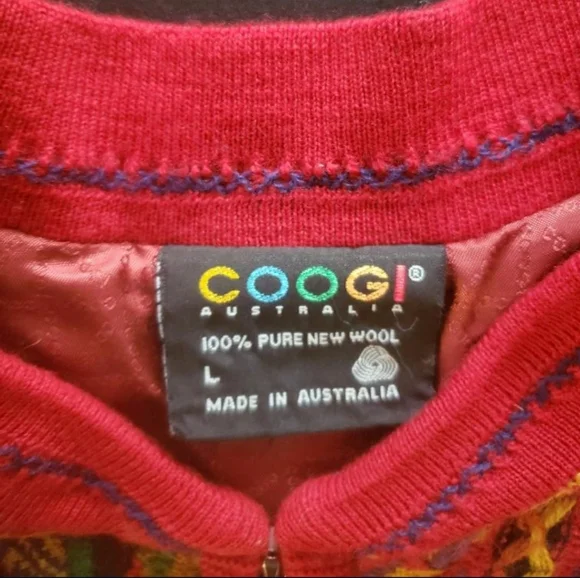 COOGI®
AUSTRALIA
100% PURE NEW WOOL
L
MADE IN AUSTRALIA